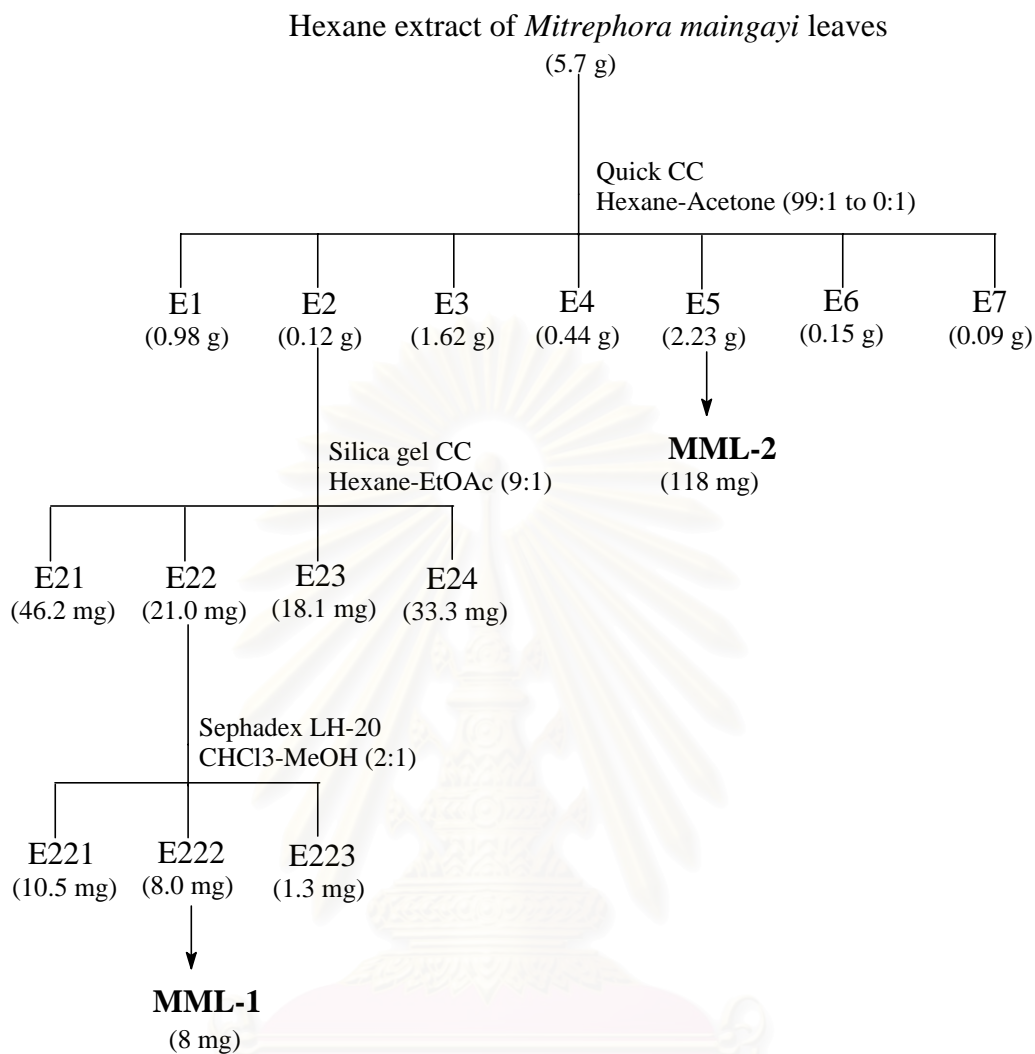 Hexane extract of Mitrephora maingayi leaves
(5.7 g)
Quick CC
Hexane-Acetone (99:1 to 0:1)
E1 E2 E3 E4 E5 E6 E7
(0.98 g) (0.12 g) (1.62 g) (0.44 g) (2.23 g) (0.15 g) (0.09 g)
Silica gel CC
Hexane-EtOAc (9:1)
MML-2
(118 mg)
E21 E22 E23 E24
(46.2 mg) (21.0 mg) (18.1 mg) (33.3 mg)
Sephadex LH-20
CHCl3-MeOH (2:1)
E221 E222 E223
(10.5 mg) (8.0 mg) (1.3 mg)
MML-1
(8 mg)